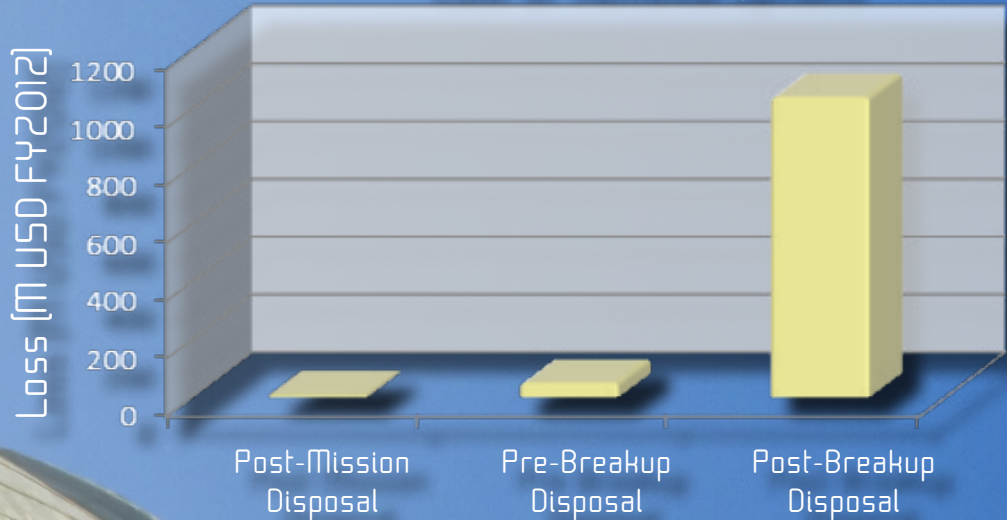 Loss [m USD FY2012]
1200
1000
800
600
400
200
0
Post-Mission
Disposal
Pre-Breakup
Disposal
Post-Breakup
Disposal